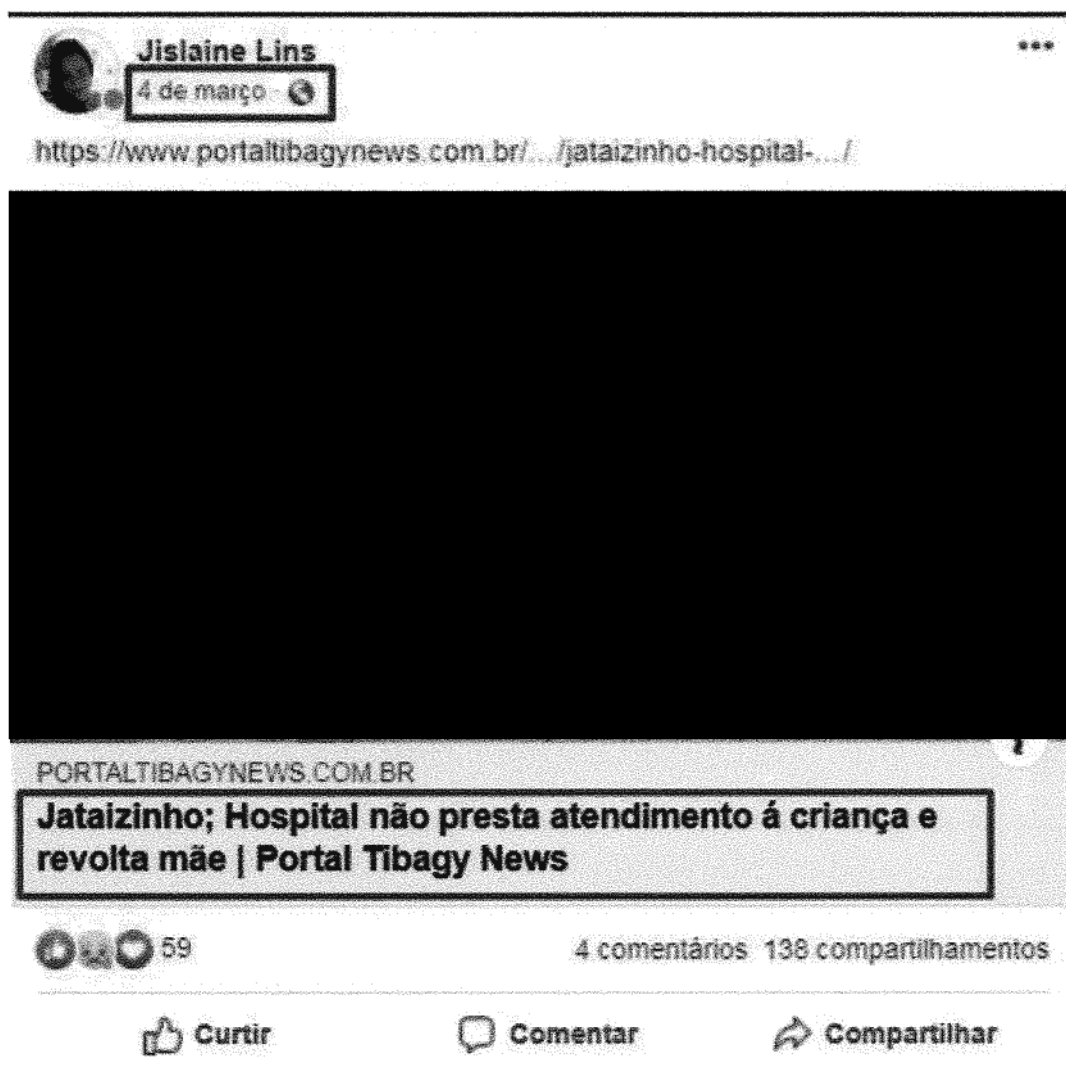 Jislaine Lins
4 de março ·
https://www.portaltibagynews.com.br/.../jataizinho-hospital-.../
PORTALTIBAGYNEWS.COM.BR
Jataizinho; Hospital não presta atendimento á criança e
revolta mãe | Portal Tibagy News
59
4 comentários 138 compartilhamentos
Curtir Comentar Compartilhar